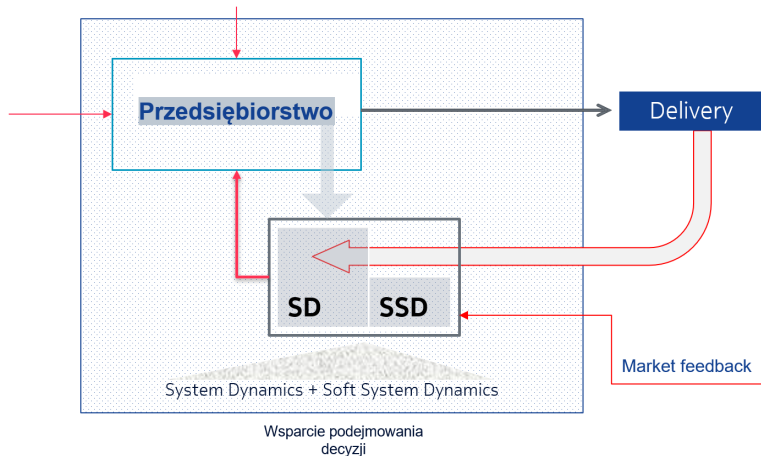 Przedsiębiorstwo
Delivery
SD
SSD
Market feedback
System Dynamics + Soft System Dynamics
Wsparcie podejmowania
decyzji